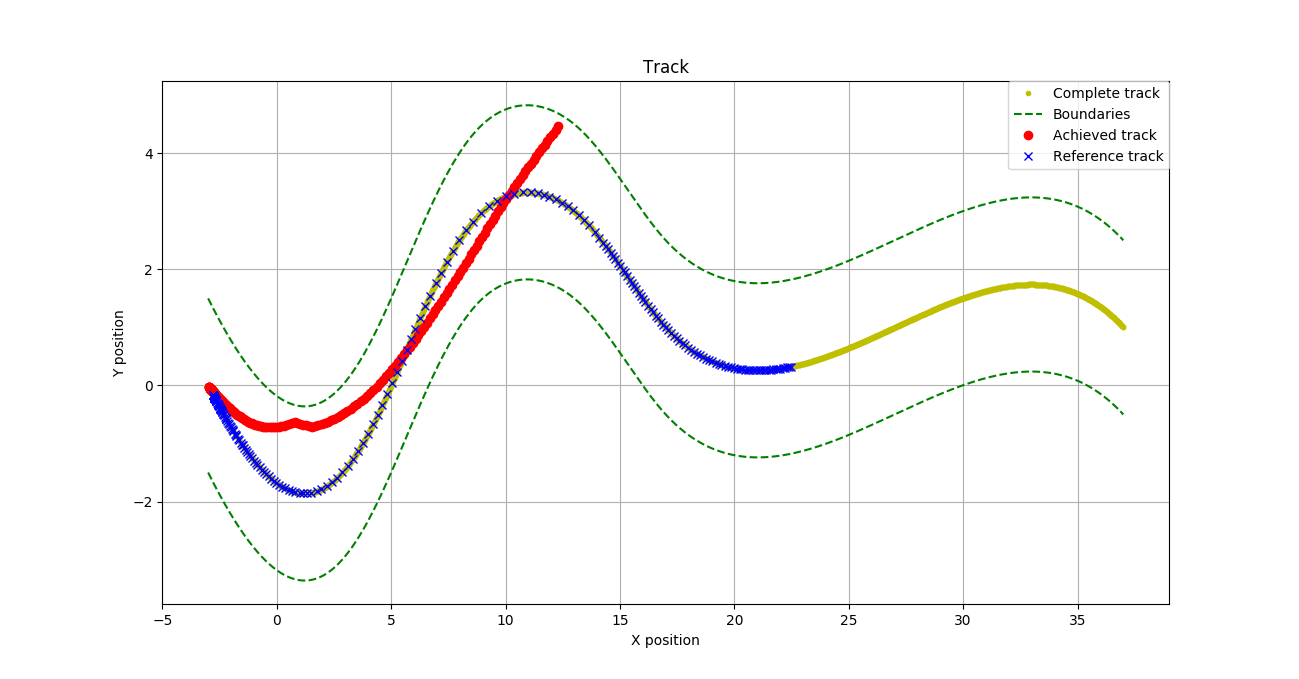 Track
Complete track
Boundaries
Achieved track
Reference track
Y position
4
2
0
−2
−5
0
5
10
15
20
25
30
35
X position